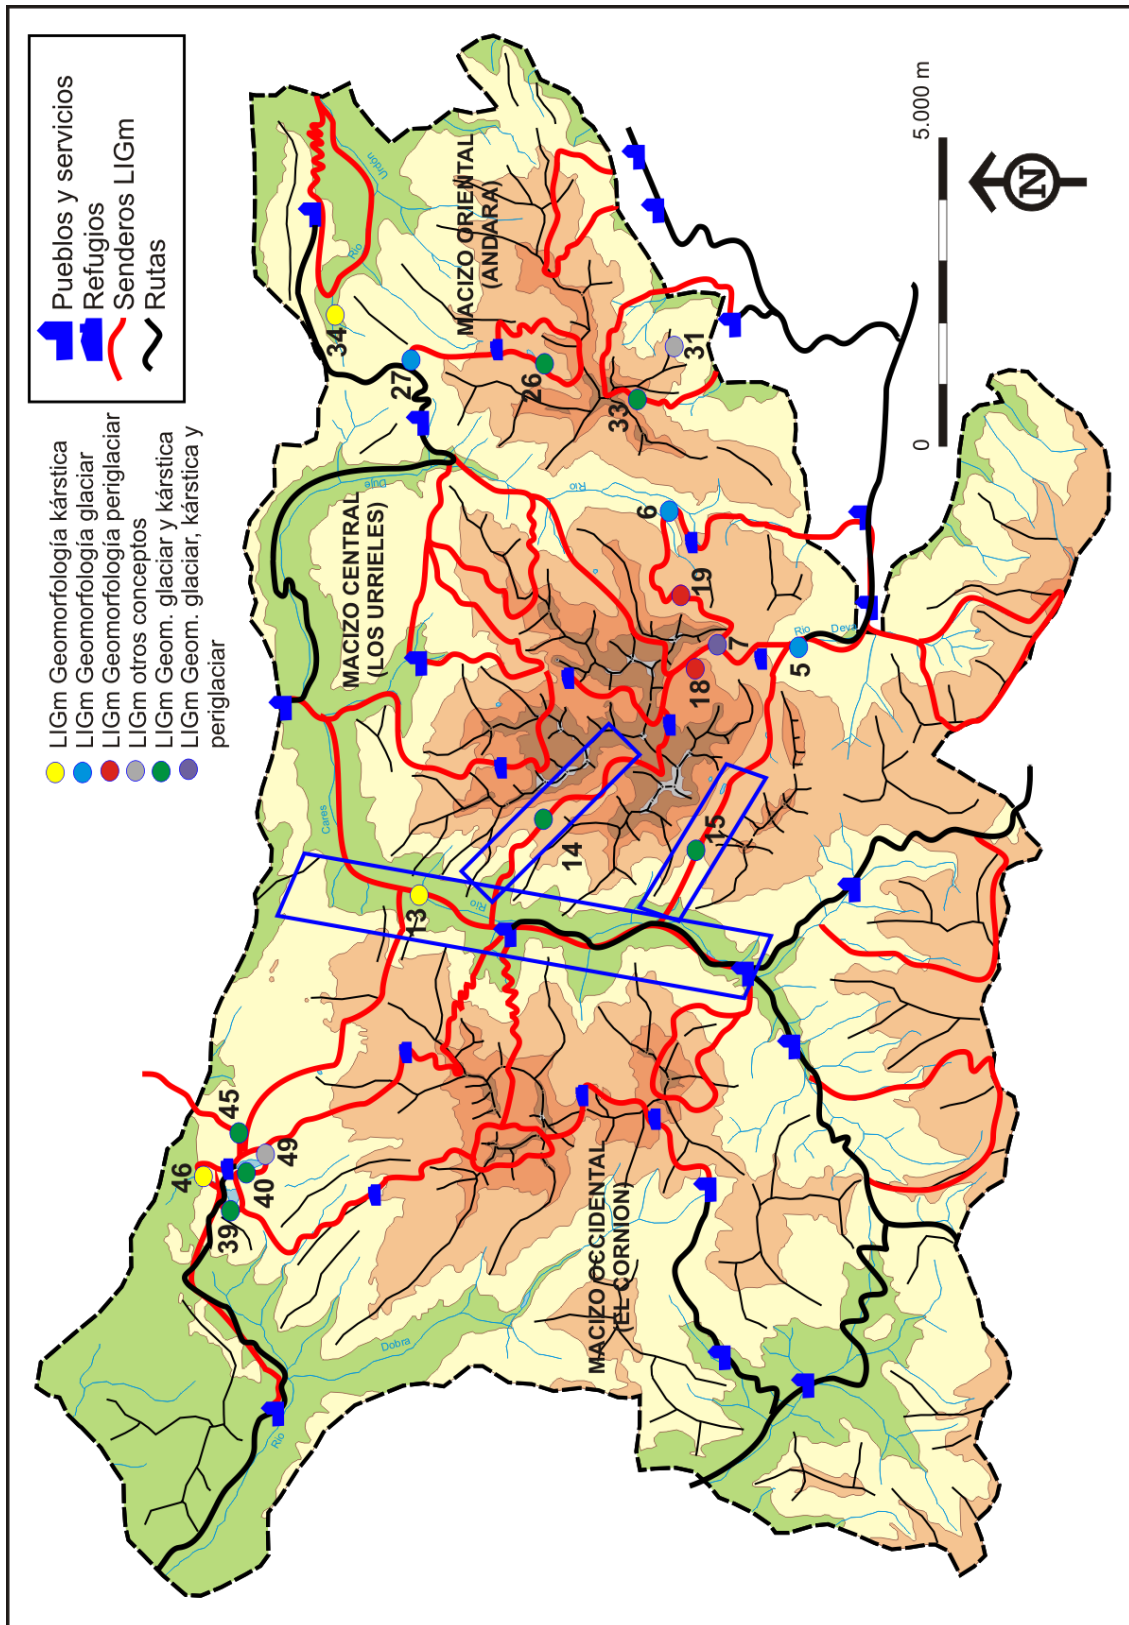 Pueblos y servicios
Refugios
Senderos LIGm
Rutas
LIGm Geomorfología kárstica
LIGm Geomorfología glaciar
LIGm Geomorfología periglaciar
LIGm otros conceptos
LIGm Geom. glaciar y kárstica
LIGm Geom. glaciar, kárstica y
periglaciar
MACIZO OCCIDENTAL
(EL CORNION)
MACIZO CENTRAL
(LOS URRIELES)
MACIZO ORIENTAL
(ANDARA)
Río
Dobra
Cares
Río
Duje
Río
Río
Urdón
Río
Deva
46
45
39
40
49
13
14
15
18
7
19
5
6
27
34
26
33
31
0
5.000 m
N